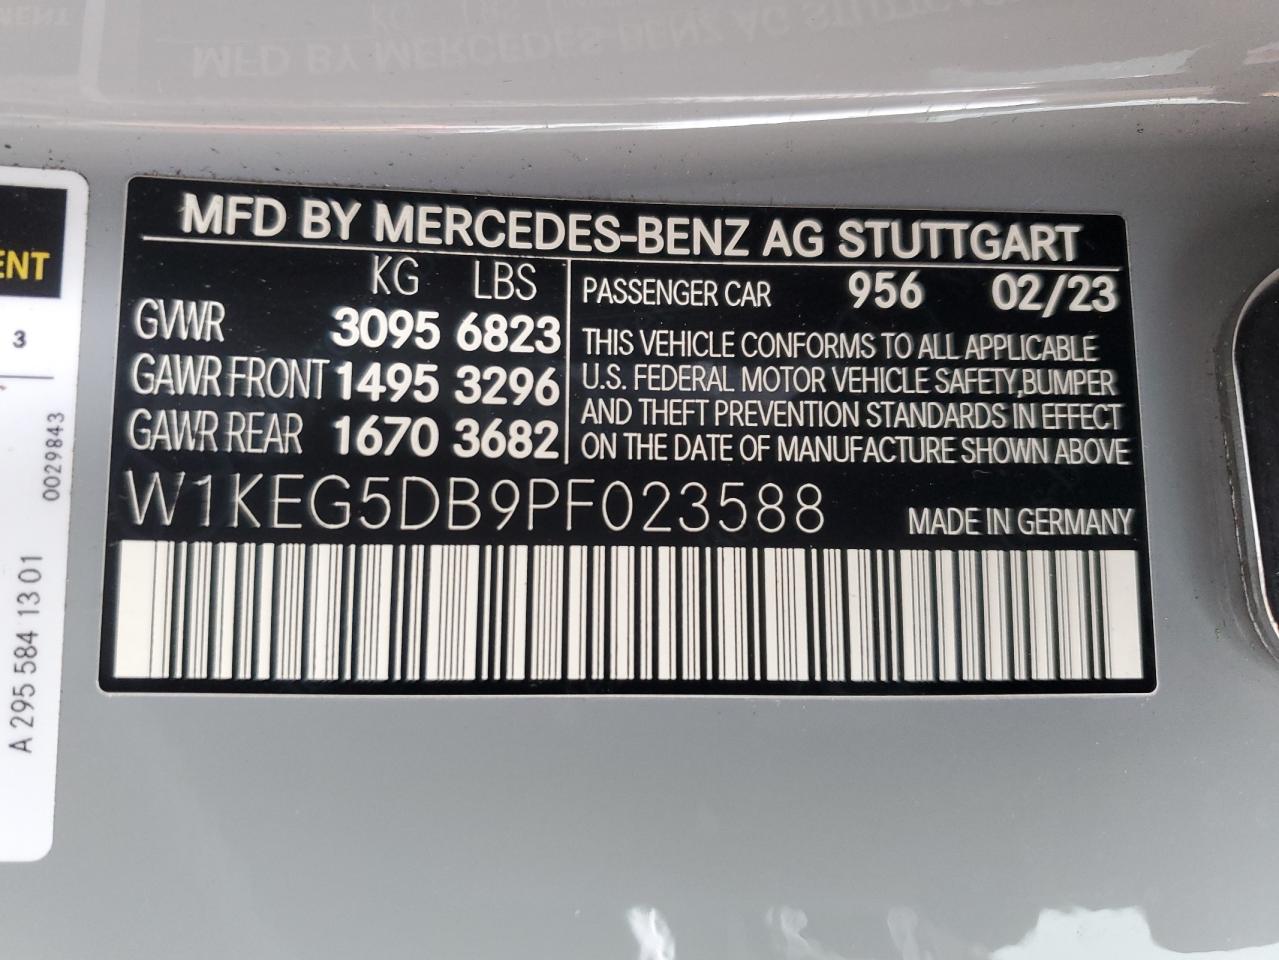 MFD BY MERCEDES-BENZ AG STUTTGART
KG LBS
GVWR 3095 6823
GAWR FRONT 1495 3296
GAWR REAR 1670 3682
PASSENGER CAR 956 02/23
THIS VEHICLE CONFORMS TO ALL APPLICABLE
U.S. FEDERAL MOTOR VEHICLE SAFETY,BUMPER
AND THEFT PREVENTION STANDARDS IN EFFECT
ON THE DATE OF MANUFACTURE SHOWN ABOVE
W1KEG5DB9PF023588
MADE IN GERMANY
ENT
3
0029843
A 295 584 13 01